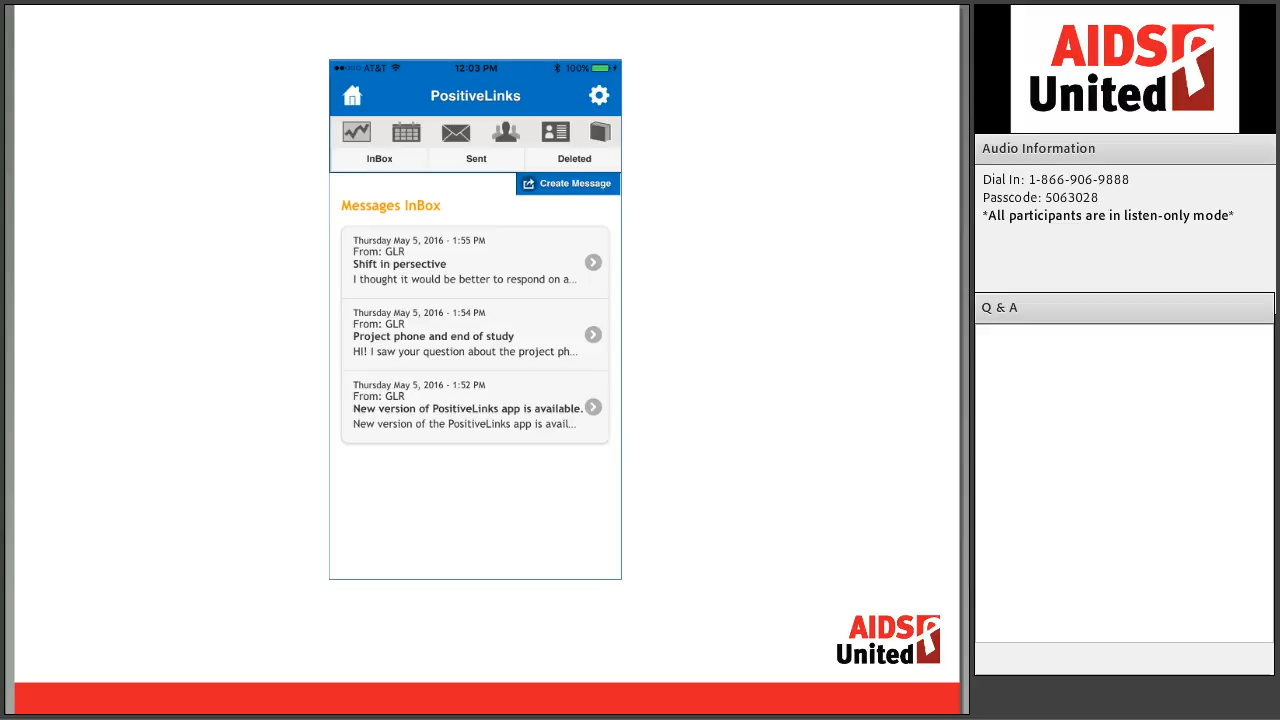 AT&T 12:03 PM 100%
PositiveLinks
InBox Sent Deleted
Create Message
Messages InBox
Thursday May 5, 2016 - 1:55 PM
From: GLR
Shift in persective
I thought it would be better to respond on a...
Thursday May 5, 2016 - 1:54 PM
From: GLR
Project phone and end of study
HI! I saw your question about the project ph...
Thursday May 5, 2016 - 1:52 PM
From: GLR
New version of PositiveLinks app is available.
New version of the PositiveLinks app is avail...
AIDS
United
AIDS
United
Audio Information
Dial In: 1-866-906-9888
Passcode: 5063028
*All participants are in listen-only mode*
Q & A